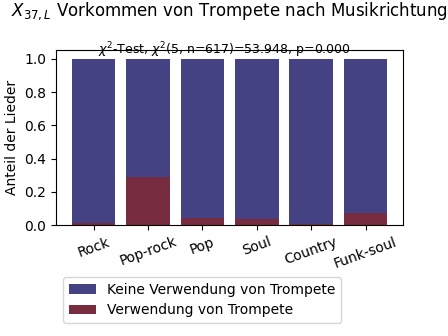 X37,L Vorkommen von Trompete nach Musikrichtung
χ²-Test, χ²(5, n=617)=53.948, p=0.000
Anteil der Lieder
1.0
0.8
0.6
0.4
0.2
0.0
Rock Pop-rock Pop Soul Country Funk-soul
Keine Verwendung von Trompete
Verwendung von Trompete